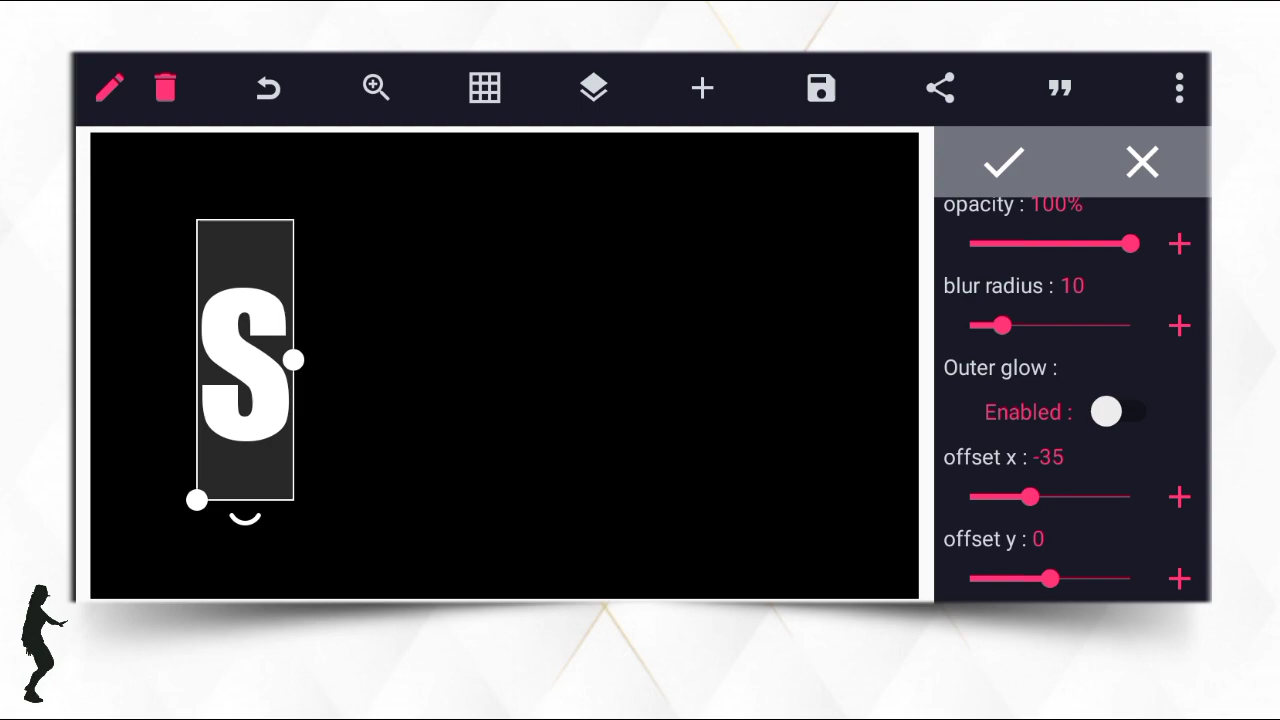 opacity : 100%
blur radius : 10
Outer glow :
Enabled :
offset x : -35
offset y : 0
S